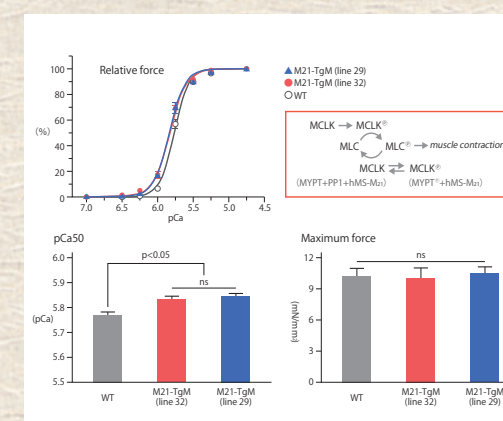 Relative force
100
80
60
(%)
40
20
0
7.0 6.5 6.0 5.5 5.0 4.5
pCa
M21-TgM (line 29)
M21-TgM (line 32)
WT
MCLK → MCLK℗
MLC MLC℗ → muscle contraction
MCLK MCLK℗
(MYPT+PP1+hMS-M21) (MYPT℗+hMS-M21)
pCa50
6.0
5.9
5.8
(pCa)
5.7
5.6
5.5
p<0.05
ns
WT M21-TgM (line 32) M21-TgM (line 29)
Maximum force
12
9
6
3
0
ns
WT M21-TgM (line 32) M21-TgM (line 29)